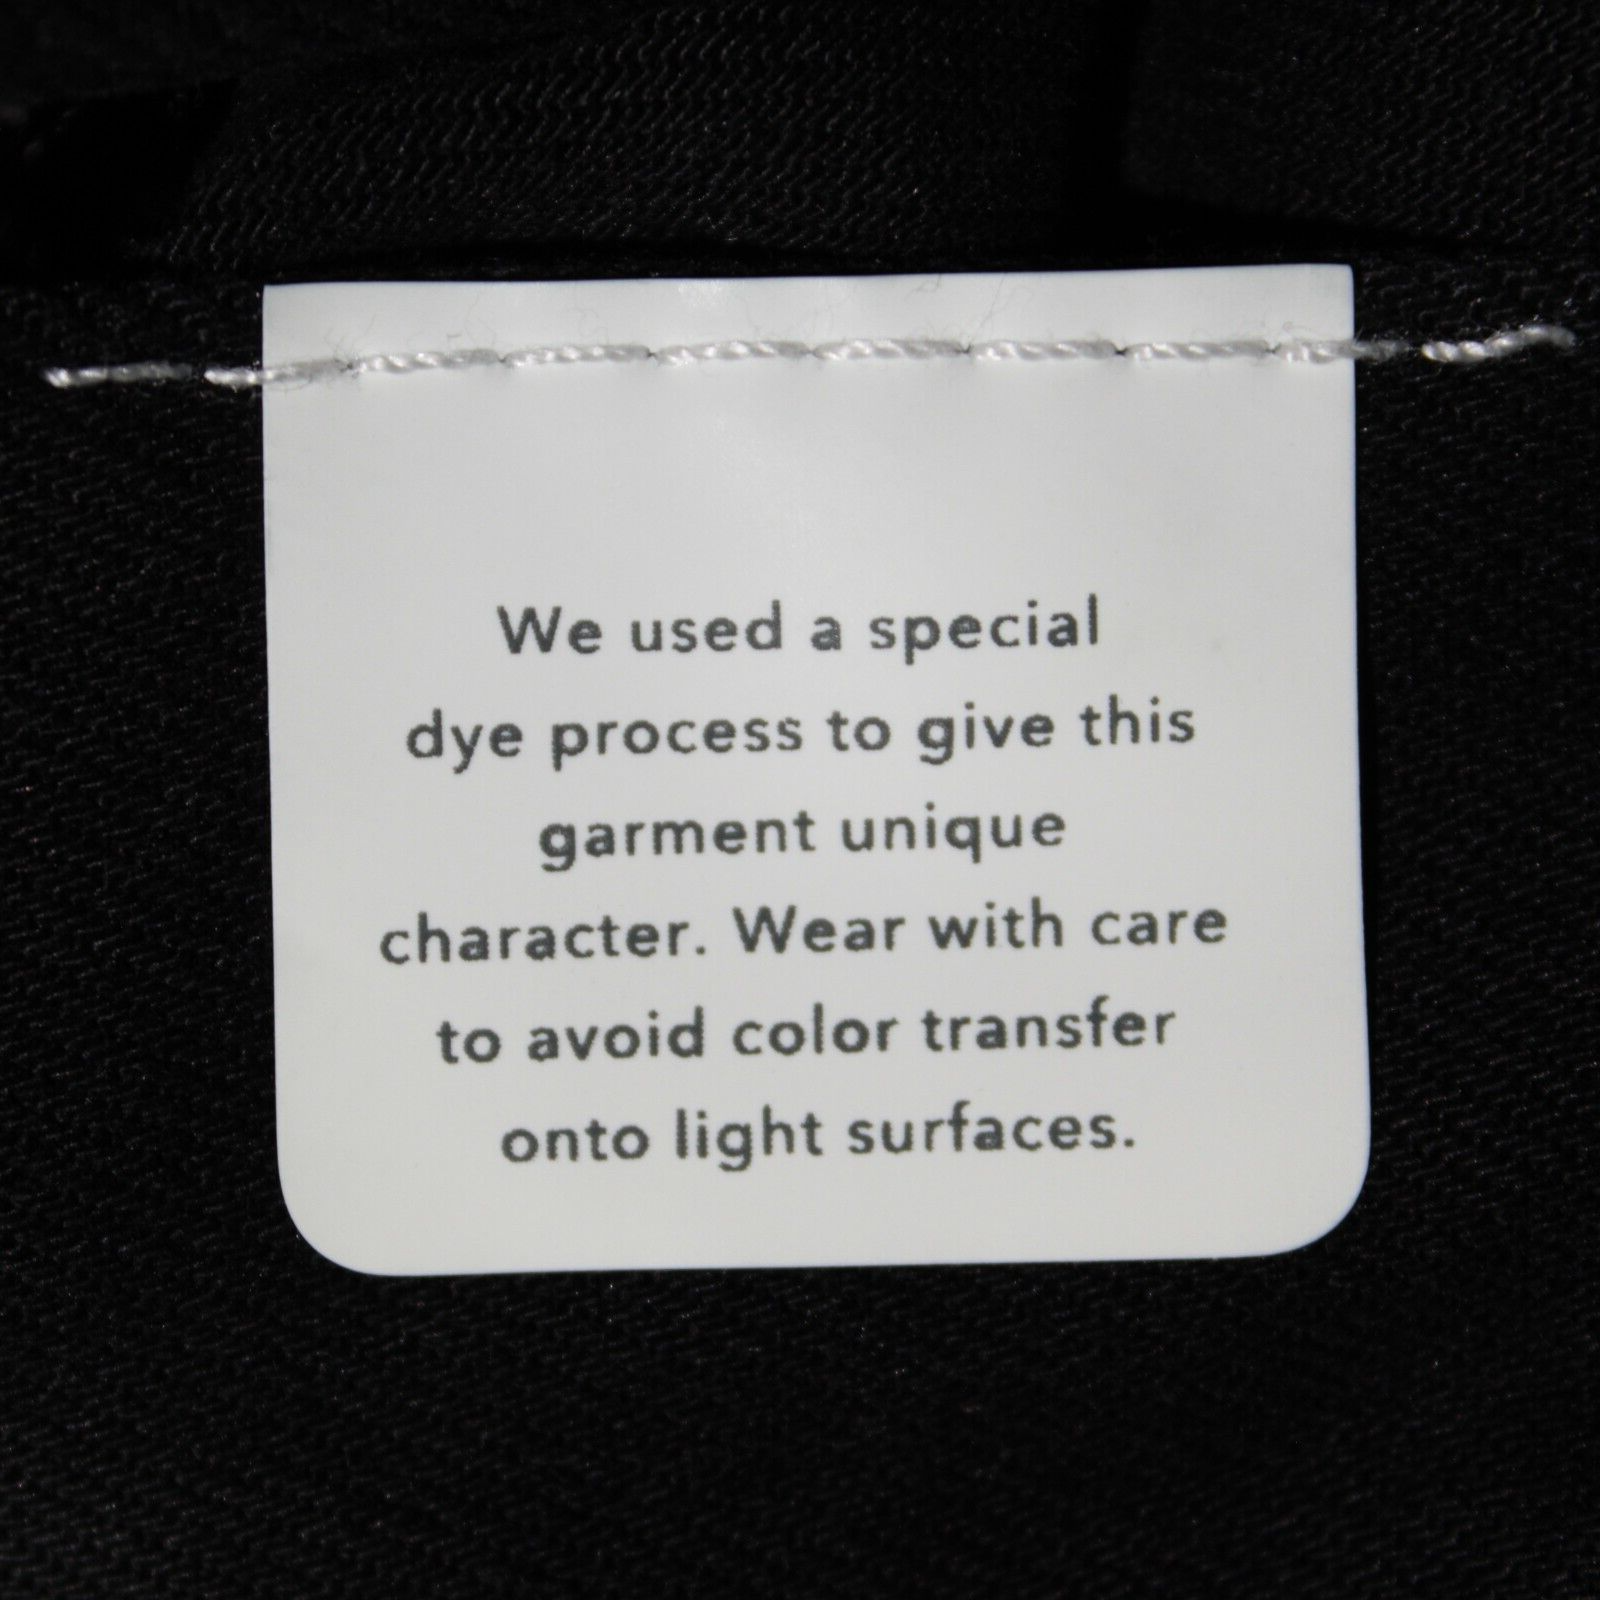 We used a special
dye process to give this
garment unique
character. Wear with care
to avoid color transfer
onto light surfaces.